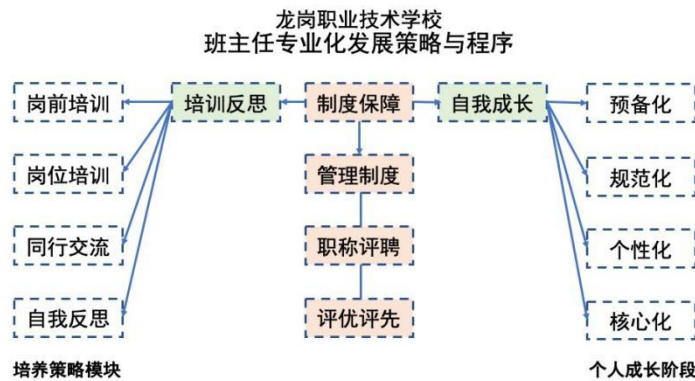 龙岗职业技术学校
班主任专业化发展策略与程序
岗前培训
培训反思
制度保障
自我成长
预备化
岗位培训
管理制度
规范化
同行交流
职称评聘
个性化
自我反思
评优评先
核心化
培养策略模块
个人成长阶段